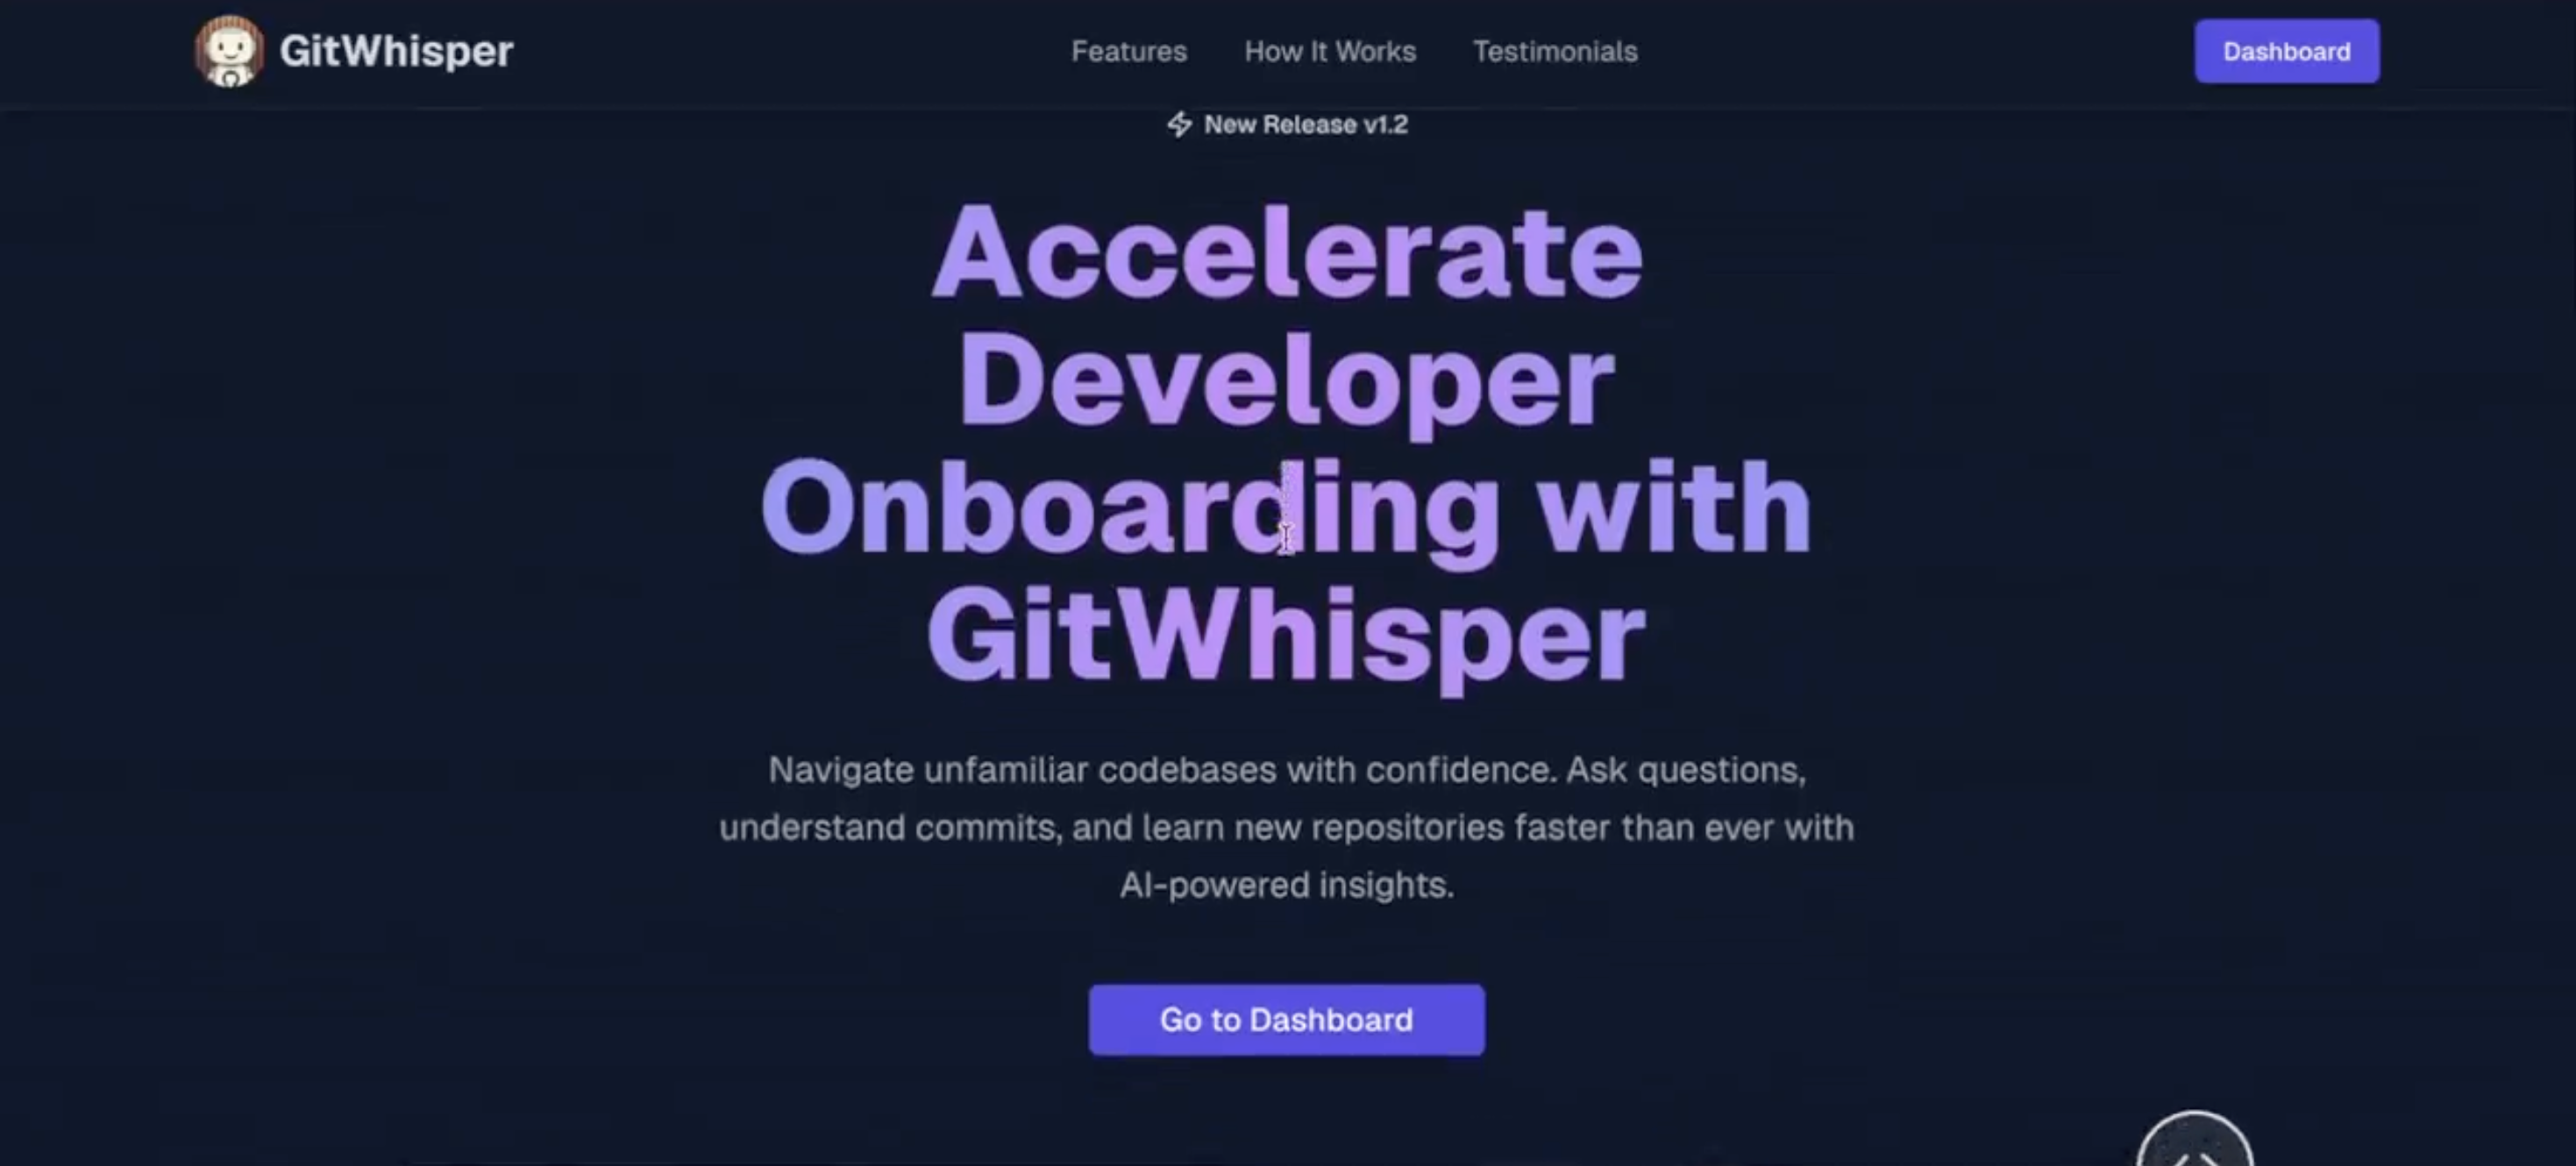 GitWhisper
Features
How It Works
Testimonials
Dashboard
New Release v1.2
Accelerate
Developer
Onboarding with
GitWhisper
Navigate unfamiliar codebases with confidence. Ask questions,
understand commits, and learn new repositories faster than ever with
AI-powered insights.
Go to Dashboard